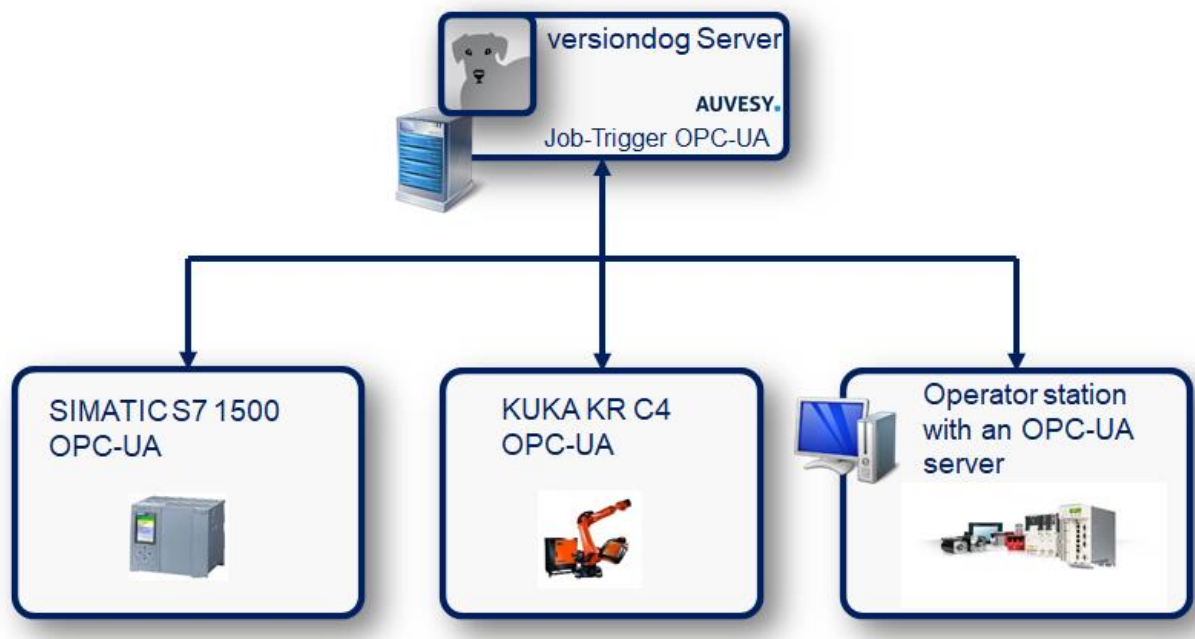 versiondog Server
AUVESY.
Job-Trigger OPC-UA
SIMATIC S7 1500
OPC-UA
KUKA KR C4
OPC-UA
Operator station
with an OPC-UA
server